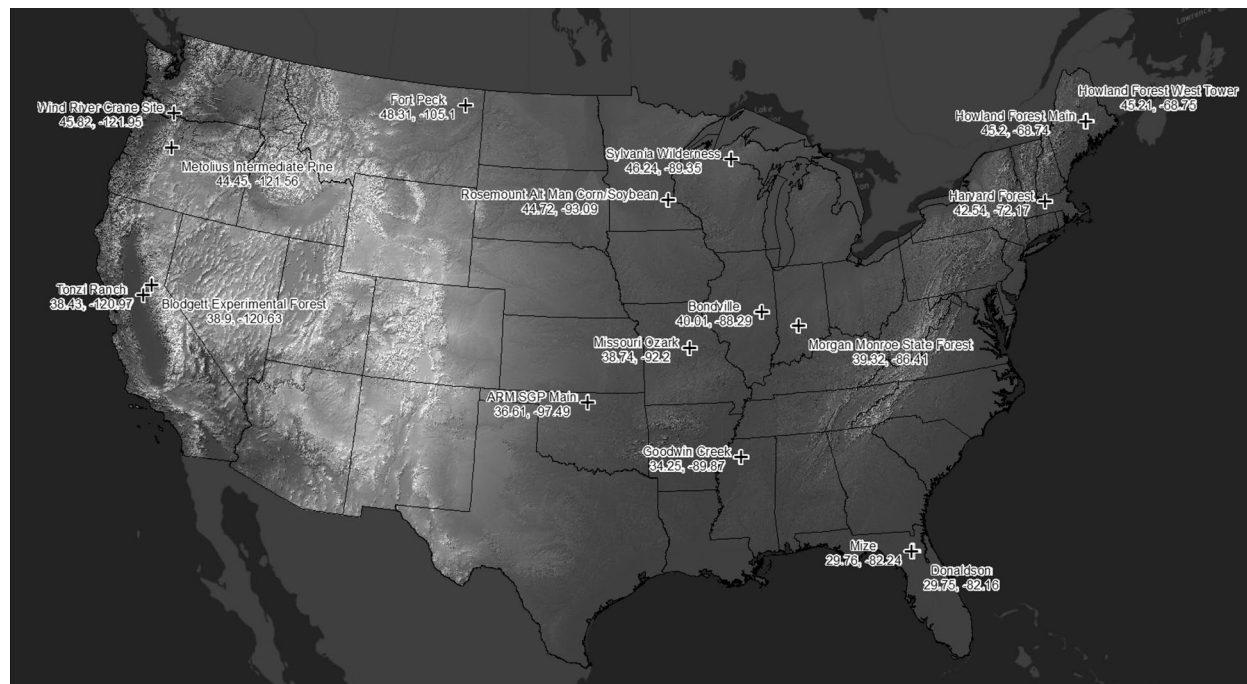 Lawrence
Howland Forest West Tower
45.21, -68.75
Wind River Crane Site
45.82, -121.95
Fort Peck
48.31, -105.1
Howland Forest Main
45.2, -68.74
Lake
Sylvania Wilderness
46.24, -89.35
Metolius Intermediate Pine
44.45, -121.56
Rosemount Alt Man Corn/Soybean
44.72, -93.09
Harvard Forest
42.54, -72.17
Tonzi Ranch
38.43, -120.97
Blodgett Experimental Forest
38.9, -120.63
Bondville
40.01, -88.29
Missouri Ozark
38.74, -92.2
Morgan Monroe State Forest
39.32, -86.41
ARM SGP Main
36.61, -97.49
Goodwin Creek
34.25, -89.87
Mize
29.76, -82.24
Donaldson
29.75, -82.16